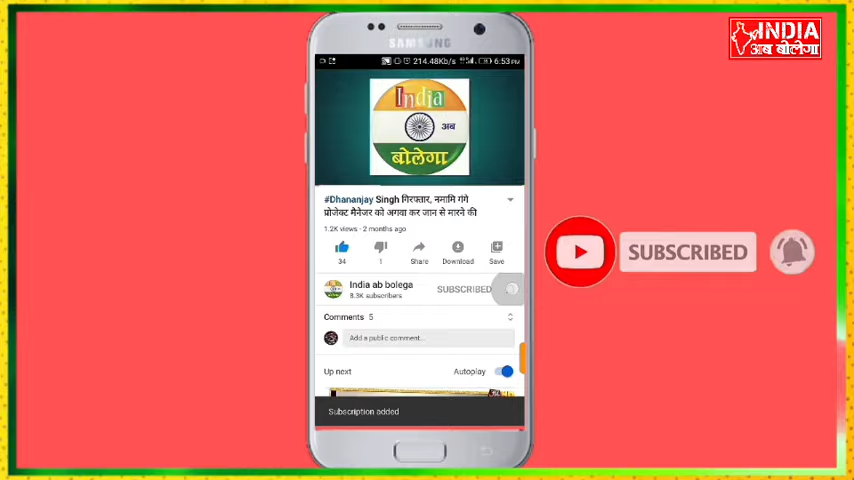 INDIA
अब बोलेगा
SAMSUNG
214.48Kb/s 6:53PM
India
अब
बोलेगा
#Dhananjay Singh गिरफ्तार, नमामि गंगे
प्रोजेक्ट मैनेजर को अगवा कर जान से मारने की
1.2K views · 2 months ago
34 1 Share Download Save
India ab bolega
3.3K subscribers
SUBSCRIBED
SUBSCRIBED
Comments 5
Add a public comment...
Up next Autoplay
Subscription added